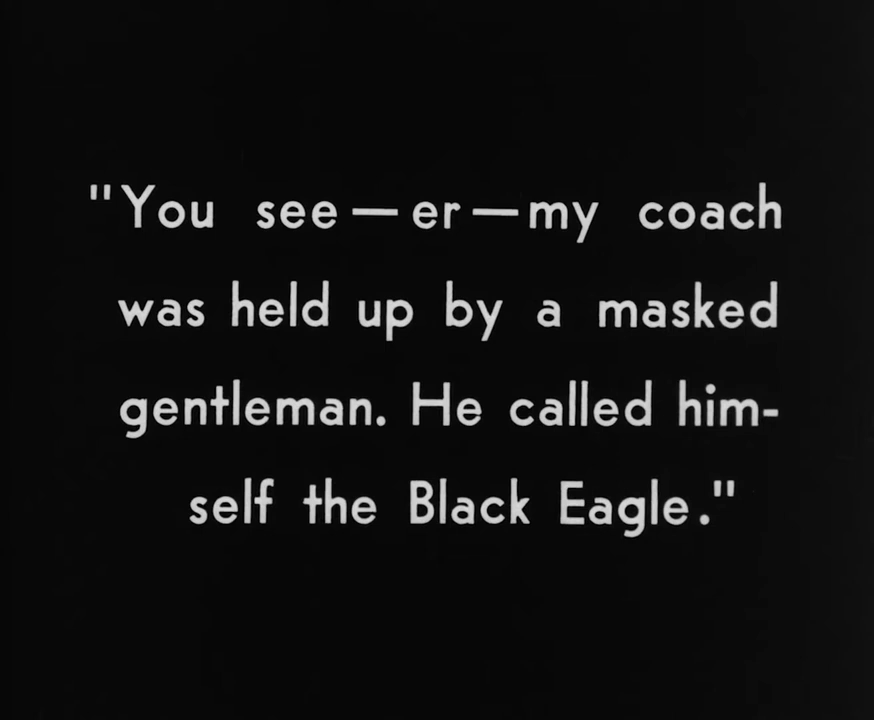 "You see—er—my coach
was held up by a masked
gentleman. He called him-
self the Black Eagle."